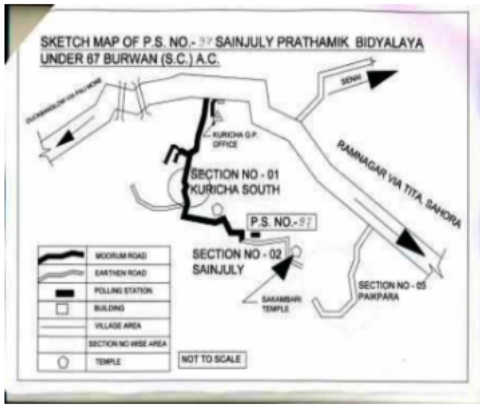 SKETCH MAP OF P.S. NO.- 97 SAINJULY PRATHAMIK BIDYALAYA
UNDER 67 BURWAN (S.C.) A.C.
SENAI
KURICHA G.P.
OFFICE
RAMNAGAR VIA TITA, SAHORA
SECTION NO - 01
KURICHA SOUTH
P.S. NO.- 97
SECTION NO - 02
SAINJULY
SAKAMBARI
TEMPLE
SECTION NO - 03
PAIKPARA
MOORUM ROAD
EARTHEN ROAD
POLLING STATION
BUILDING
VILLAGE AREA
SECTION NO WISE AREA
TEMPLE
NOT TO SCALE